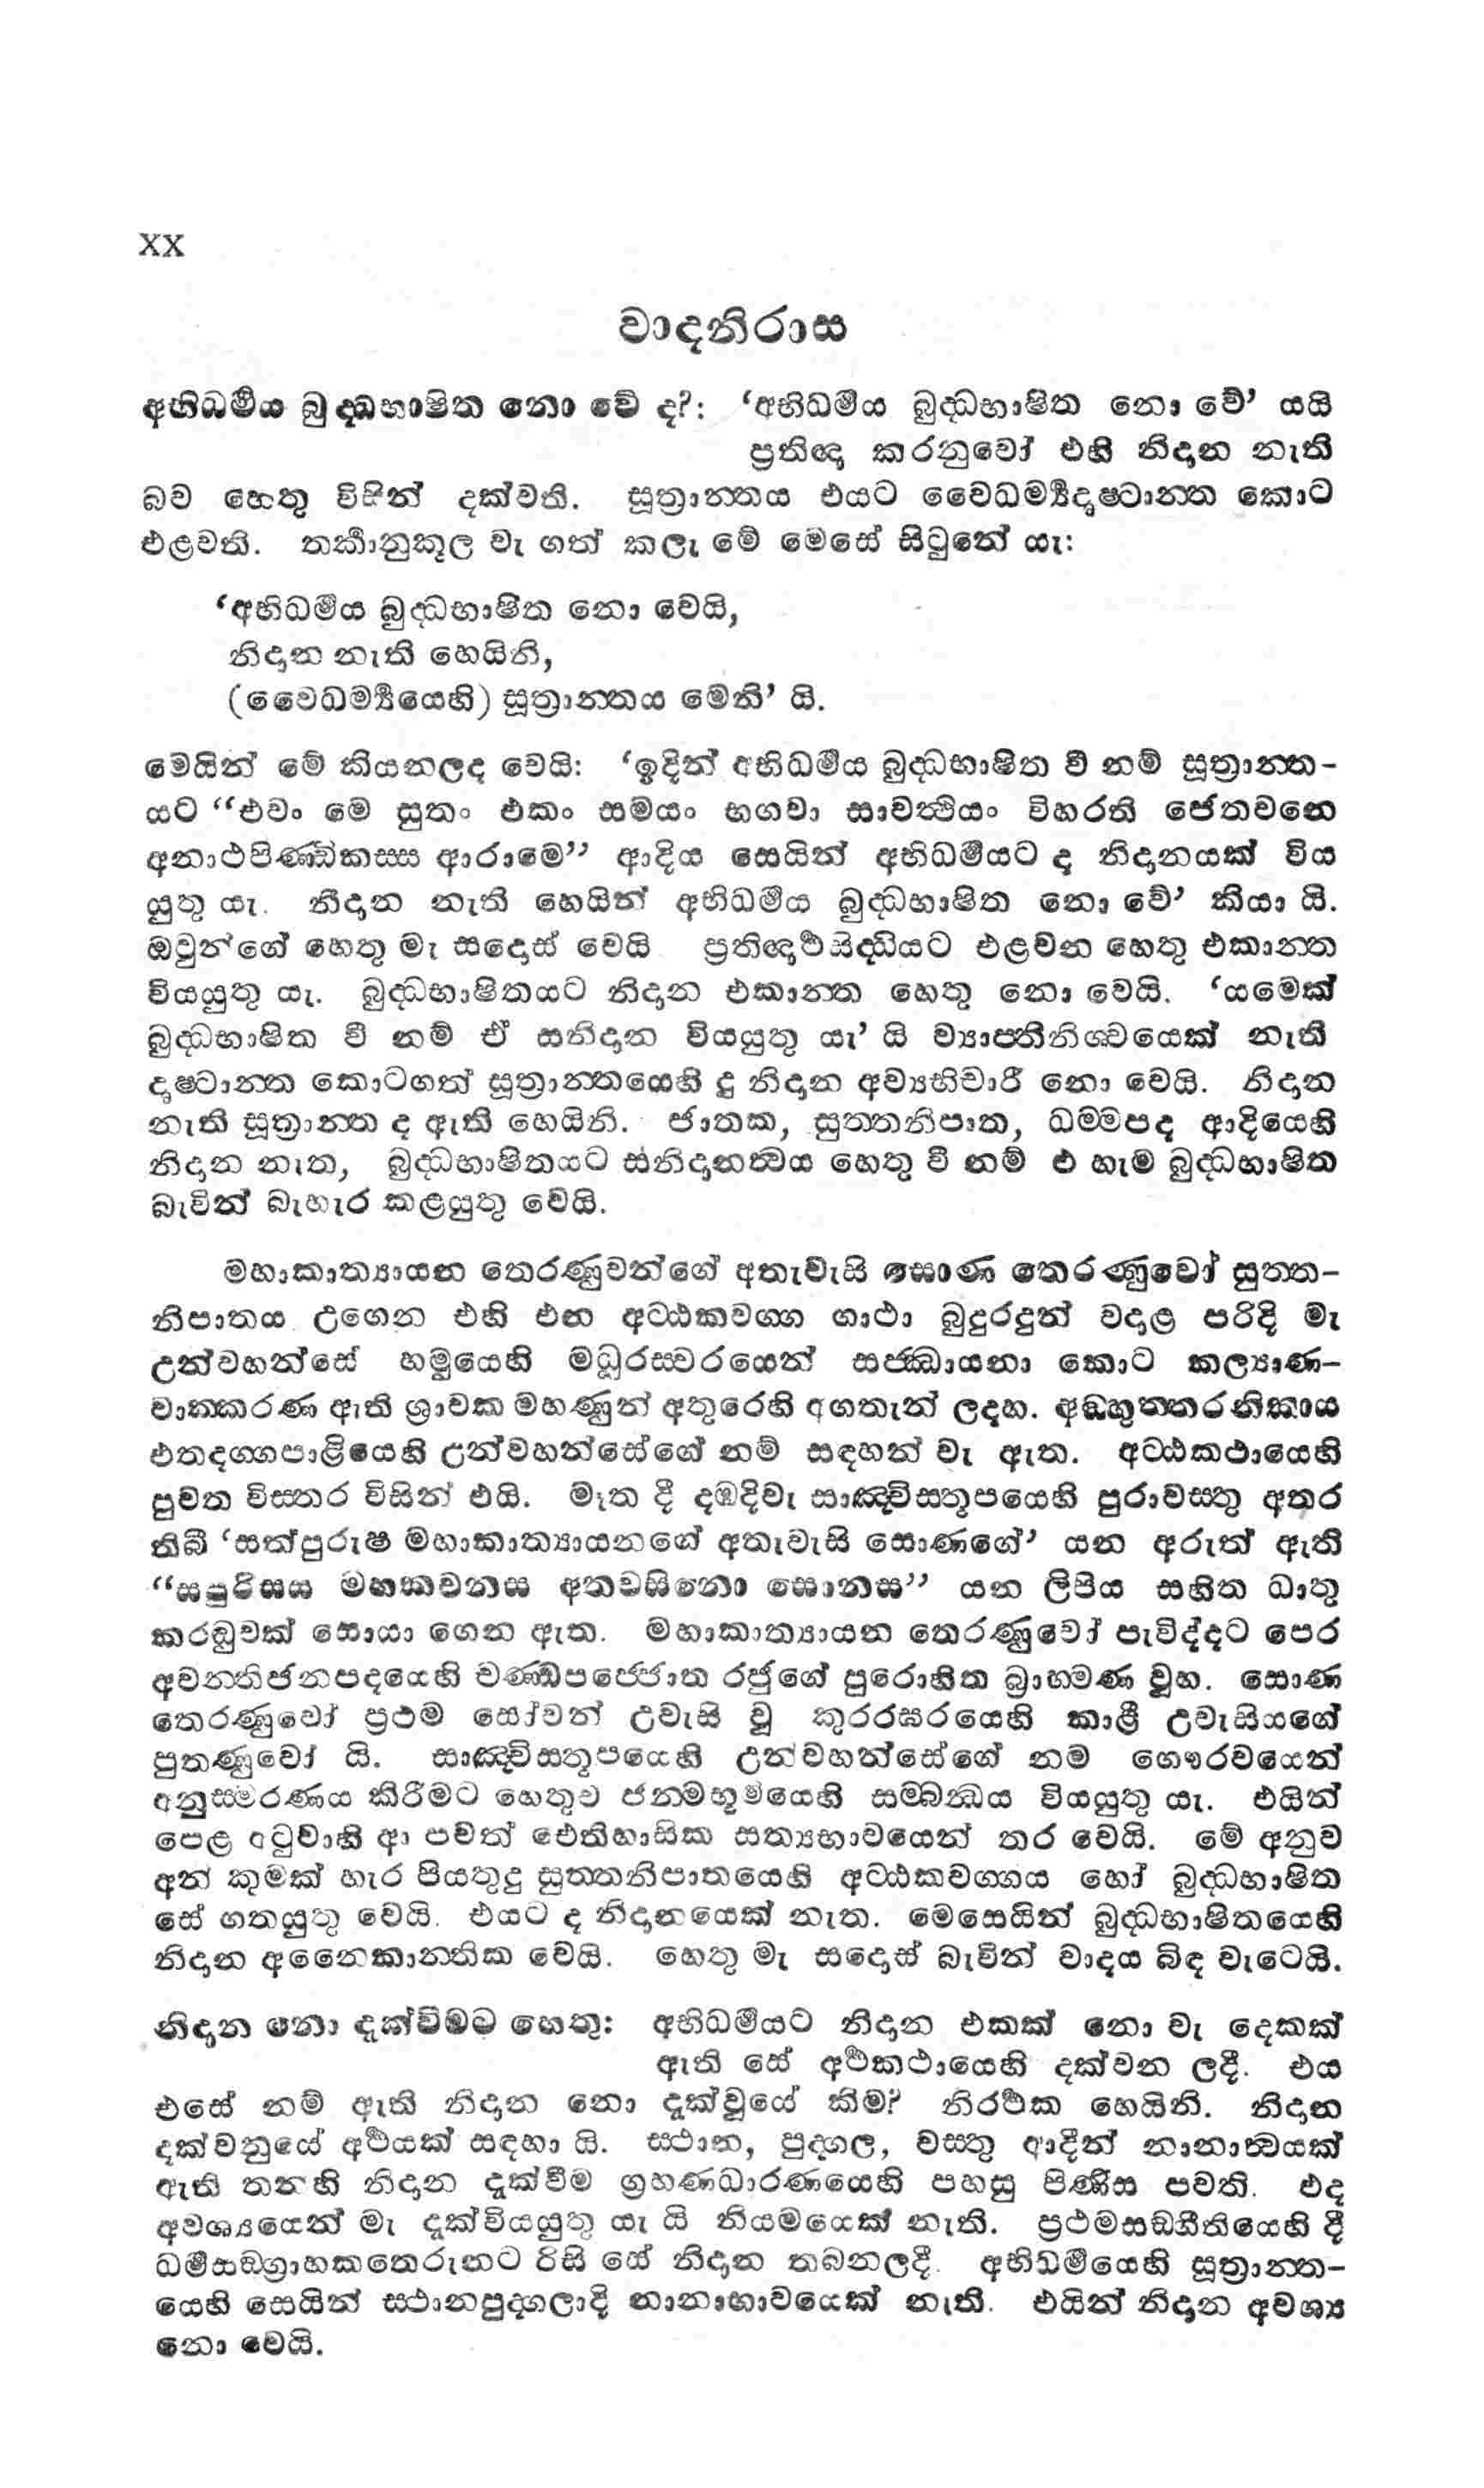 XX
වාදනිරාස
අභිධර්‍මය බුද්ධභාෂිත නො වේ ද?: ‘අභිධර්‍මය බුද්ධභාෂිත නො වේ’ යයි
ප්‍රතිඥා කරනුවෝ එහි නිදාන නැති
බව හෙතු විසින් දක්වති. සූත්‍රාන්තය එයට වෛධර්‍ම්‍යදෘෂ්ටාන්ත කොට
එළවති. තර්‍කානුකූල වැ ගත් කලැ මේ මෙසේ සිටුනේ යැ:
‘අභිධර්‍මය බුද්ධභාෂිත නො වෙයි,
නිදාන නැති හෙයිනි,
(වෛධර්‍ම්‍යයෙහි) සූත්‍රාන්තය මෙනි’ යි.
මෙයින් මේ කියනලද වෙයි: ‘ඉදින් අභිධර්‍මය බුද්ධභාෂිත වී නම් සූත්‍රාන්ත-
යට “එවං මෙ සුතං එකං සමයං භගවා සාවත්ථියං විහරති ජේතවනෙ
අනාථපිණ්ඩිකස්ස ආරාමෙ” ආදිය සෙයින් අභිධර්‍මයට ද නිදානයක් විය
යුතු යැ. නිදාන නැති හෙයින් අභිධර්‍මය බුද්ධභාෂිත නො වේ’ කියා යි.
ඔවුන්ගේ හෙතු මැ සදොස් වෙයි. ප්‍රතිඥාර්‍ථසිද්ධියට එළවන හෙතු එකාන්ත
වියයුතු යැ. බුද්ධභාෂිතයට නිදාන එකාන්ත හෙතු නො වෙයි. ‘යමෙක්
බුද්ධභාෂිත වී නම් ඒ සනිදාන වියයුතු යැ’ යි ව්‍යාප්තිනිශ්චයෙක් නැති
දෘෂ්ටාන්ත කොටගත් සූත්‍රාන්තයෙහි දු නිදාන අව්‍යභිචාරී නො වෙයි. නිදාන
නැති සූත්‍රාන්ත ද ඇති හෙයිනි. ජාතක, සුත්තනිපාත, ධම්මපද ආදියෙහි
නිදාන නැත, බුද්ධභාෂිතයට සනිදානත්වය හෙතු වී නම් එ හැම බුද්ධභාෂිත
බැවින් බැහැර කළයුතු වෙයි.
මහාකාත්‍යායන තෙරණුවන්ගේ අතැවැසි සොණ තෙරණුවෝ සුත්ත-
නිපාතය උගෙන එහි එන අට්ඨකවග්ග ගාථා බුදුරදුන් වදාළ පරිදි මැ
උන්වහන්සේ හමුයෙහි මධුරස්වරයෙන් සජ්ඣායනා කොට කල්‍යාණ-
වාක්කරණ ඇති ශ්‍රාවක මහණුන් අතුරෙහි අගතැන් ලදහ. අඞ්ගුත්තරනිකාය
එතදග්ගපාළියෙහි උන්වහන්සේගේ නම් සඳහන් වැ ඇත. අට්ඨකථායෙහි
පුවත විස්තර විසින් එයි. මෑත දී දඹදිවැ සාඤ්චිස්තූපයෙහි පුරාවස්තු අතර
තිබී ‘සත්පුරුෂ මහාකාත්‍යායනගේ අතැවැසි සොණගේ’ යන අරුත් ඇති
“සපුරිසස මහකචනස අතවසිනො සොනස” යන ලිපිය සහිත ධාතු
කරඬුවක් සොයා ගෙන ඇත. මහාකාත්‍යායන තෙරණුවෝ පැවිද්දට පෙර
අවන්තිජනපදයෙහි චණ්ඩපජ්ජොත රජුගේ පුරොහිත බ්‍රාහ්මණ වූහ. සොණ
තෙරණුවෝ ප්‍රථම සෝවන් උවැසි වූ කුරරඝරයෙහි කාළී උවැසියගේ
පුතණුවෝ යි. සාඤ්චිස්තූපයෙහි උන්වහන්සේගේ නම ගෞරවයෙන්
අනුස්මරණය කිරීමට හෙතුව ජන්මභූමියෙහි සම්බන්ධය වියයුතු යැ. එයින්
පෙළ අටුවාහි ආ පවත් ඓතිහාසික සත්‍යභාවයෙන් තර වෙයි. මේ අනුව
අන් කුමක් හැර පියතුදු සුත්තනිපාතයෙහි අට්ඨකවග්ගය හෝ බුද්ධභාෂිත
සේ ගතයුතු වෙයි. එයට ද නිදානයෙක් නැත. මෙසෙයින් බුද්ධභාෂිතයෙහි
නිදාන අනෛකාන්තික වෙයි. හෙතු මැ සදොස් බැවින් වාදය බිඳ වැටෙයි.
නිදාන නො දැක්වීමට හෙතු: අභිධර්‍මයට නිදාන එකක් නො වැ දෙකක්
ඇති සේ අර්‍ථකථායෙහි දක්වන ලදී. එය
එසේ නම් ඇති නිදාන නො දැක්වූයේ කිම? නිරර්‍ථක හෙයිනි. නිදාන
දක්වනුයේ අර්‍ථයක් සඳහා යි. ස්ථාන, පුද්ගල, වස්තු ආදීන් නානාත්වයක්
ඇති තන්හි නිදාන දැක්වීම ග්‍රහණධාරණයෙහි පහසු පිණිස පවතී. එද
අවශ්‍යයෙන් මැ දැක්වියයුතු යැ යි නියමයෙක් නැති. ප්‍රථමසඞ්ගීතියෙහි දී
ධර්‍මසඞ්ග්‍රාහකතෙරුනට රිසි සේ නිදාන තබනලදී. අභිධර්‍මයෙහි සූත්‍රාන්ත-
යෙහි සෙයින් ස්ථානපුද්ගලාදි නානාභාවයෙක් නැති. එයින් නිදාන අවශ්‍ය
නො වෙයි.